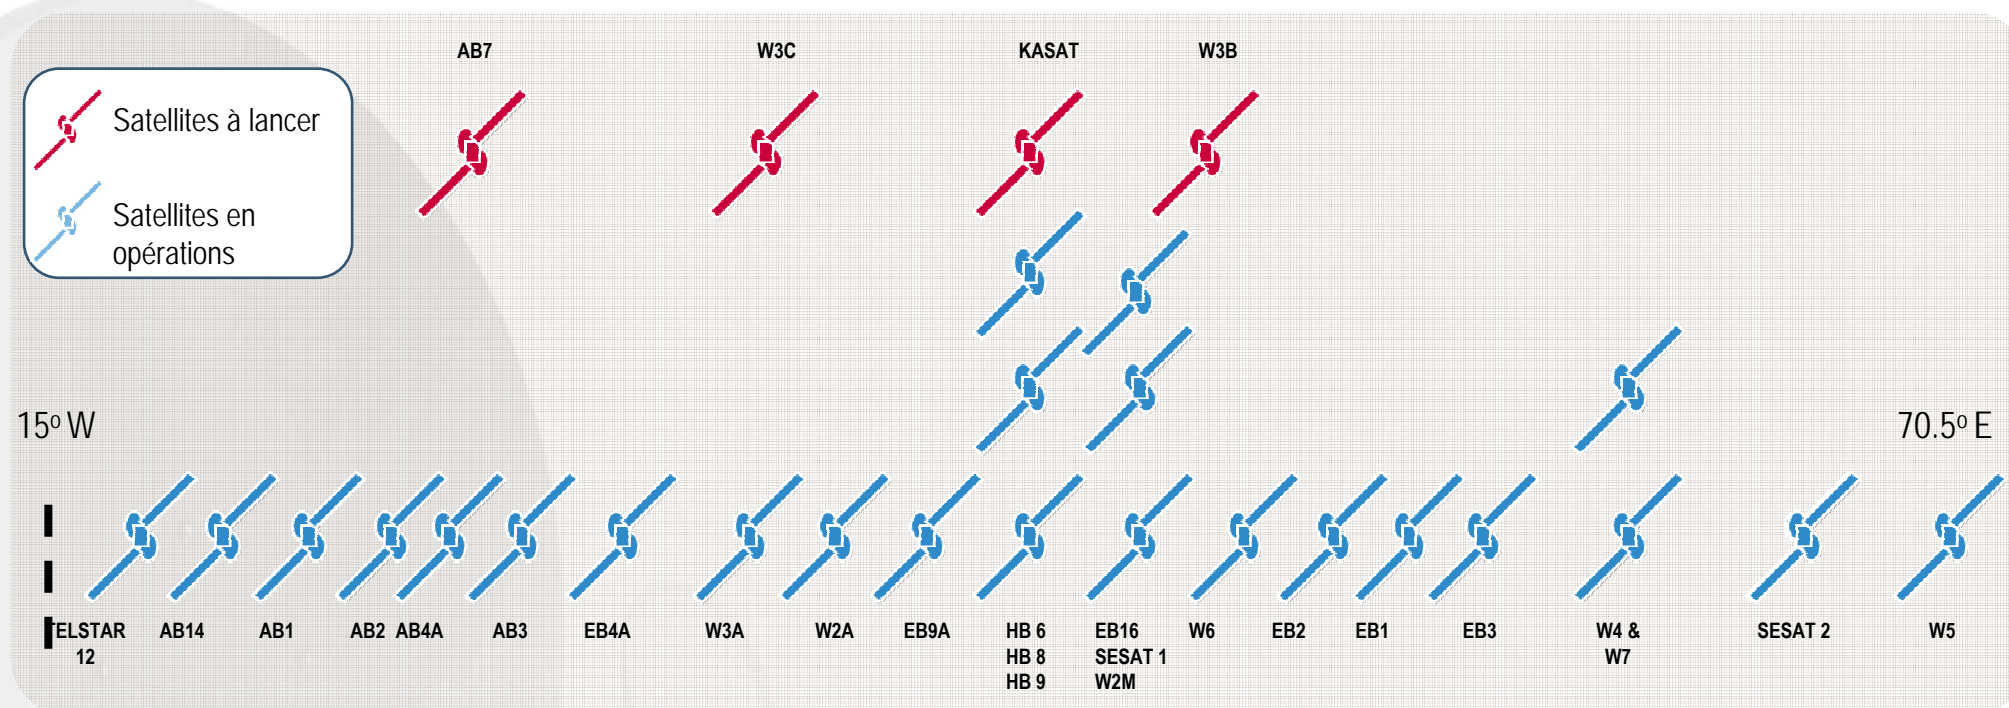 AB7 W3C KASAT W3B
Satellites à lancer
Satellites en
opérations
15º W 70.5º E
TELSTAR AB14 AB1 AB2 AB4A AB3 EB4A W3A W2A EB9A HB 6 EB16 W6 EB2 EB1 EB3 W4 & SESAT 2 W5
12 HB 8 SESAT 1 W7
HB 9 W2M